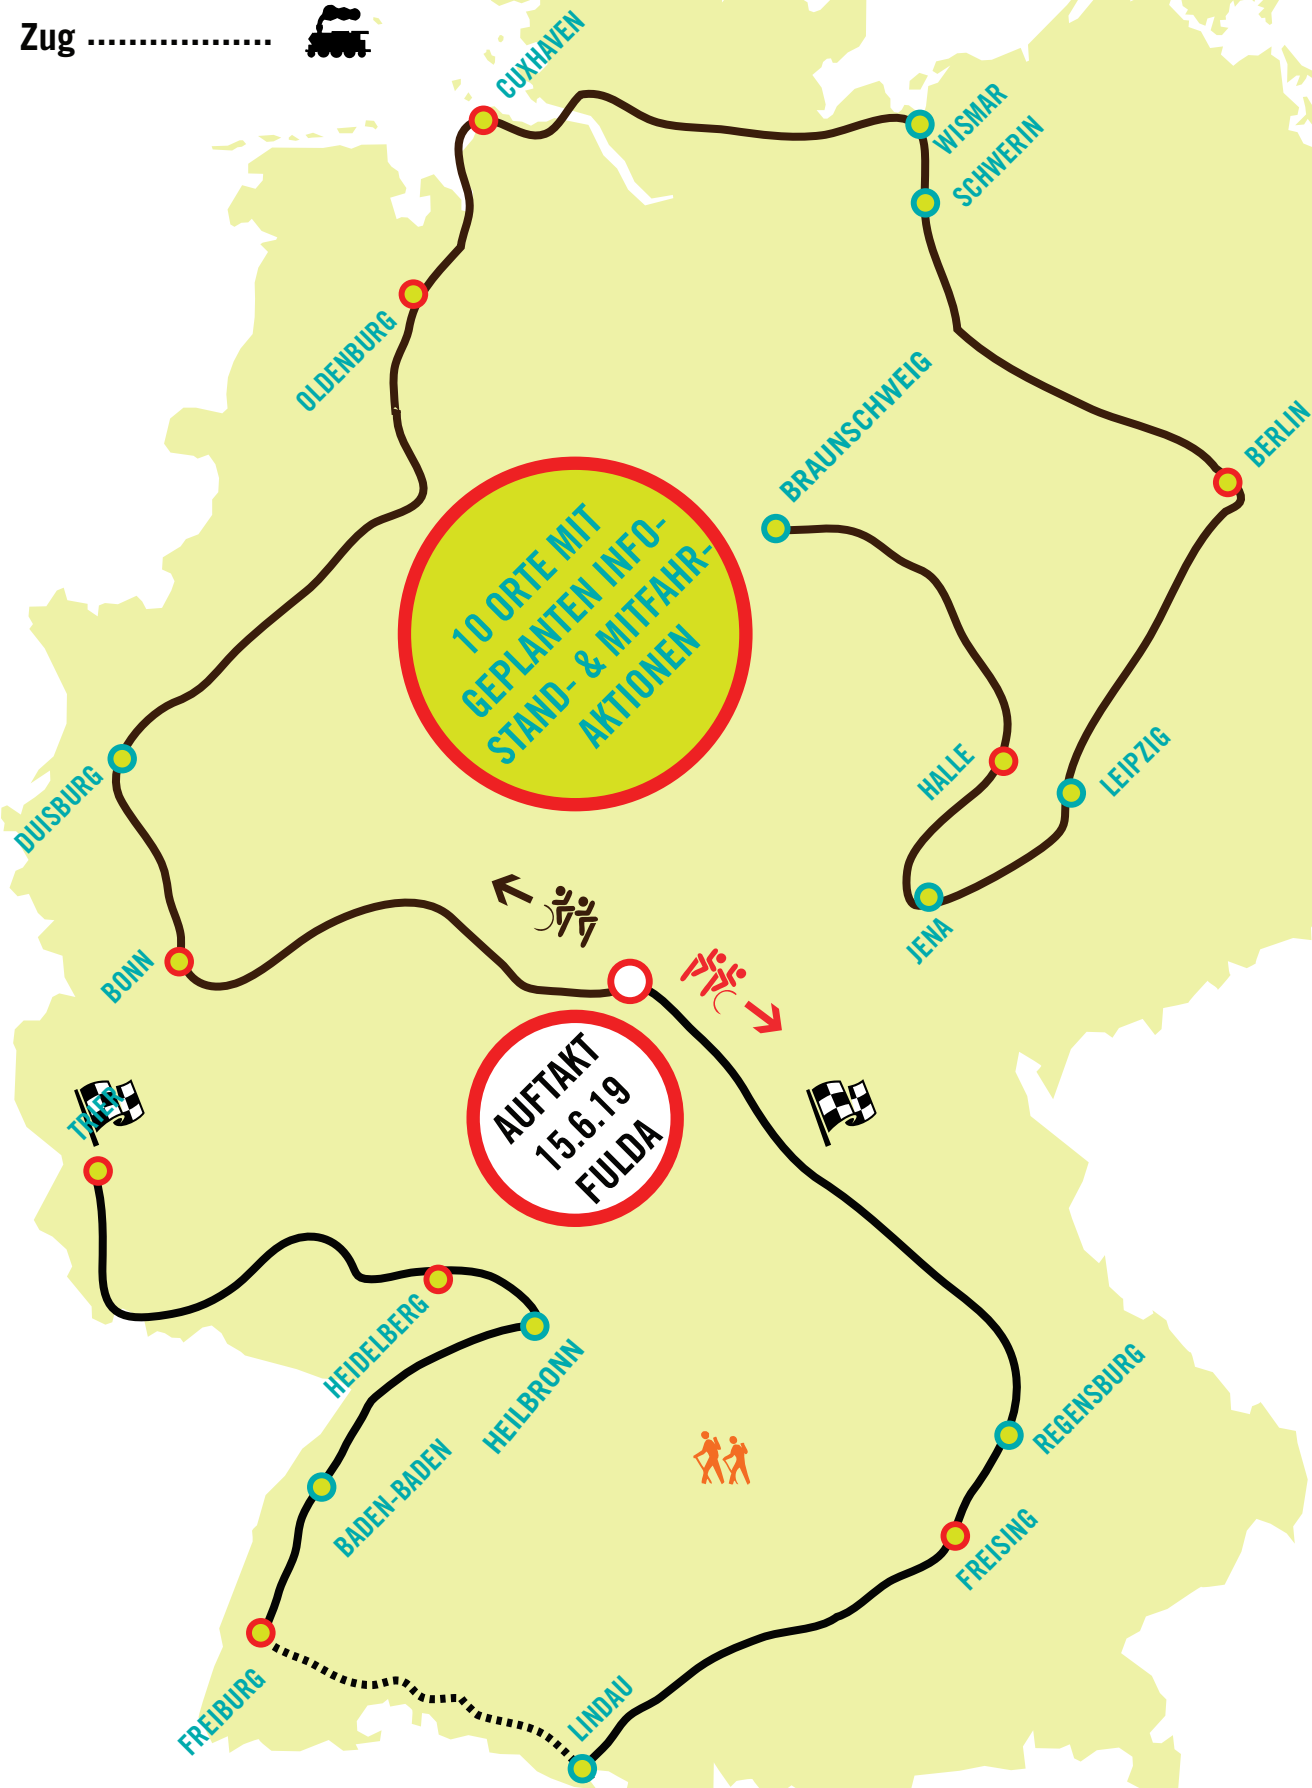 Zug ..................
CUXHAVEN
WISMAR
SCHWERIN
OLDENBURG
BRAUNSCHWEIG
BERLIN
10 ORTE MIT
GEPLANTEN INFO-
STAND- & MITFAHR-
AKTIONEN
DUISBURG
HALLE
LEIPZIG
JENA
BONN
AUFTAKT
15.6.19
FULDA
TRIER
HEIDELBERG
HEILBRONN
REGENSBURG
BADEN-BADEN
FREISING
FREIBURG
LINDAU